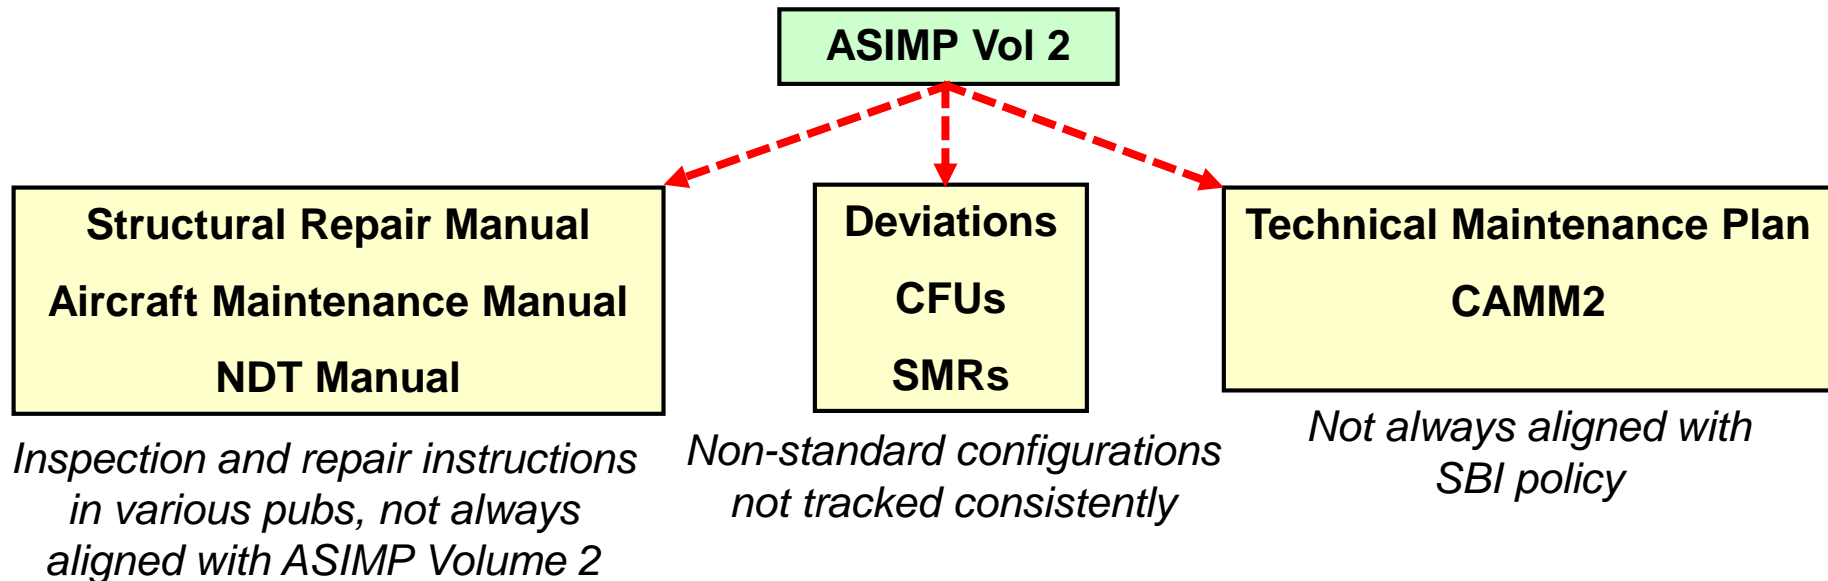 ASIMP Vol 2
Structural Repair Manual
Aircraft Maintenance Manual
NDT Manual
Inspection and repair instructions
in various pubs, not always
aligned with ASIMP Volume 2
Deviations
CFUs
SMRs
Non-standard configurations
not tracked consistently
Technical Maintenance Plan
CAMM2
Not always aligned with
SBI policy